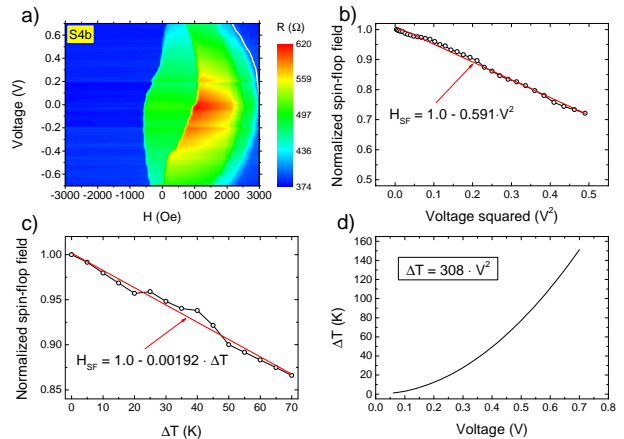 a)
S4b
R (Ω)
620
559
497
435
374
Voltage (V)
0.6
0.4
0.2
0.0
-0.2
-0.4
-0.6
-3000 -2000 -1000 0 1000 2000 3000
H (Oe)
b)
Normalized spin-flop field
1.0
0.9
0.8
0.7
0.6
0.5
H_SF = 1.0 - 0.591·V²
0.0 0.1 0.2 0.3 0.4 0.5
Voltage squared (V²)
c)
Normalized spin-flop field
1.00
0.95
0.90
0.85
H_SF = 1.0 - 0.00192 · ΔT
0 10 20 30 40 50 60 70
ΔT (K)
d)
ΔT (K)
180
160
140
120
100
80
60
40
20
0
ΔT = 308 · V²
0.0 0.1 0.2 0.3 0.4 0.5 0.6 0.7 0.8
Voltage (V)